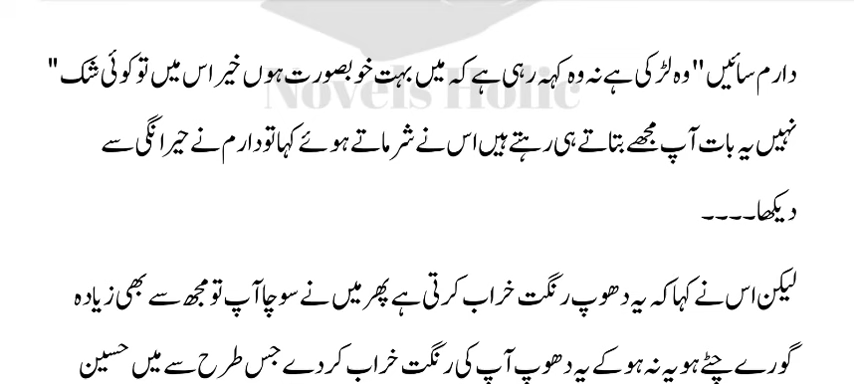 Novels Holic
دارم سائیں "وہ لڑکی ہے نہ وہ کہہ رہی ہے کہ میں بہت خوبصورت ہوں خیر اس میں تو کوئی شک"
نہیں یہ بات آپ مجھے بتاتے ہی رہتے ہیں اس نے شرماتے ہوئے کہا تو دارم نے حیرانگی سے
دیکھا۔۔۔۔
لیکن اس نے کہا کہ یہ دھوپ رنگت خراب کرتی ہے پھر میں نے سوچا آپ تو مجھ سے بھی زیادہ
گورے چٹے ہو یہ نہ ہو کے یہ دھوپ آپ کی رنگت خراب کر دے جس طرح سے میں حسین